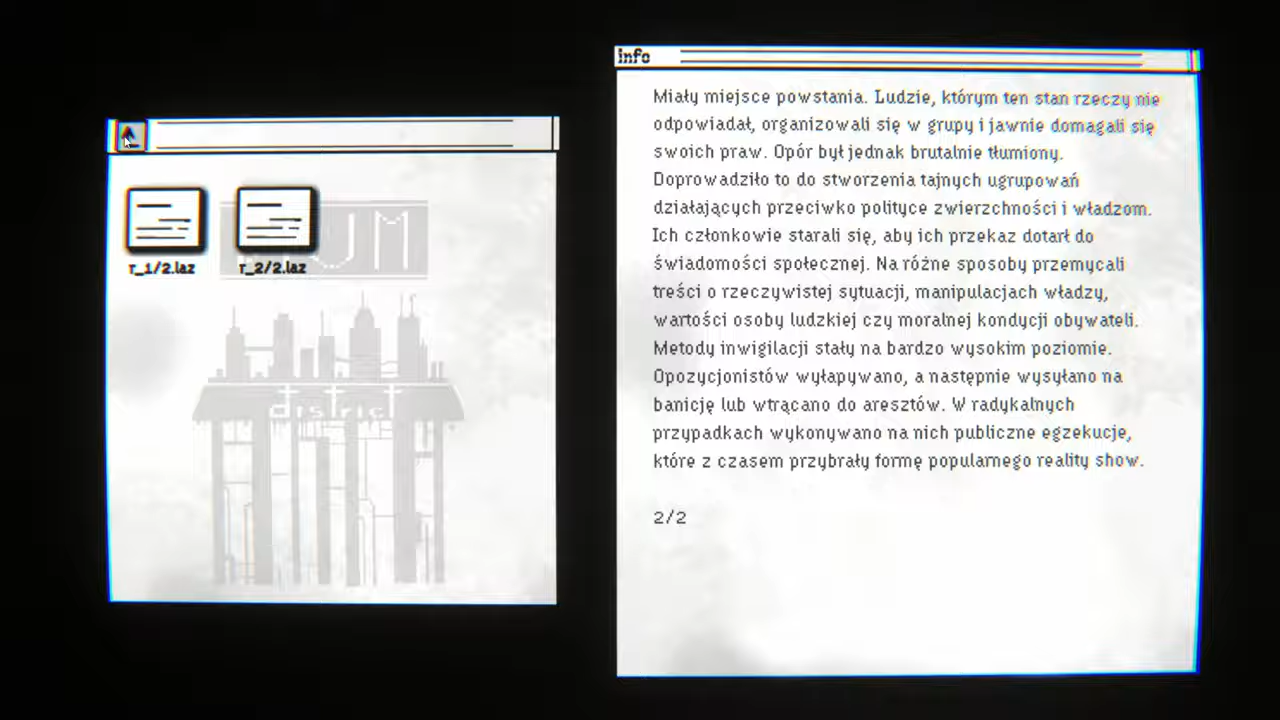 info
Miały miejsce powstania. Ludzie, którym ten stan rzeczy nie
odpowiadał, organizowali się w grupy i jawnie domagali się
swoich praw. Opór był jednak brutalnie tłumiony.
Doprowadziło to do stworzenia tajnych ugrupowań
działających przeciwko polityce zwierzchności i władzom.
Ich członkowie starali się, aby ich przekaz dotarł do
świadomości społecznej. Na różne sposoby przemycali
treści o rzeczywistej sytuacji, manipulacjach władzy,
wartości osoby ludzkiej czy moralnej kondycji obywateli.
Metody inwigilacji stały na bardzo wysokim poziomie.
Opozycjonistów wyłapywano, a następnie wysyłano na
banicję lub wtrącano do aresztów. W radykalnych
przypadkach wykonywano na nich publiczne egzekucje,
które z czasem przybrały formę popularnego reality show.
2/2
r_1/2.laz
r_2/2.laz
district